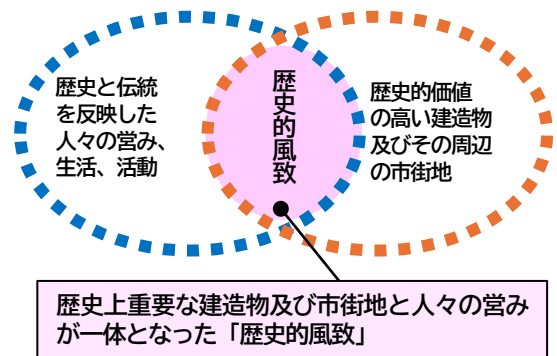 歴史と伝統
を反映した
人々の営み、
生活、活動
歴史的風致
歴史的価値
の高い建造物
及びその周辺
の市街地
歴史上重要な建造物及び市街地と人々の営み
が一体となった「歴史的風致」